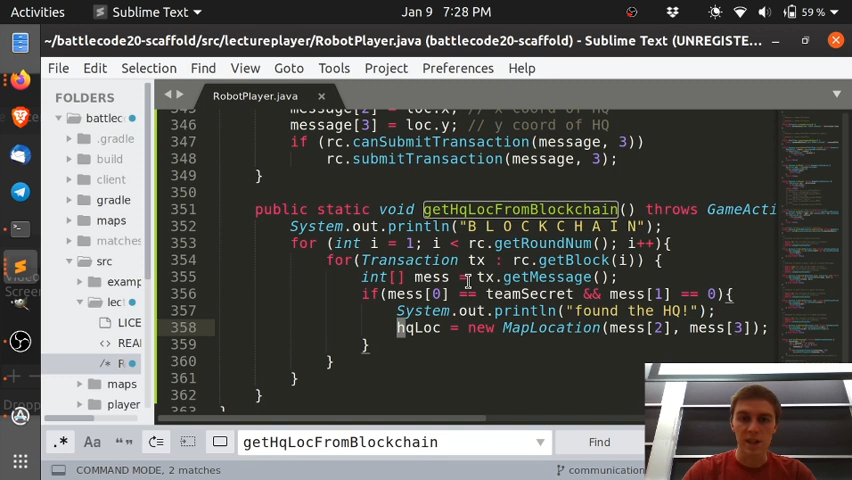 Activities Sublime Text Jan 9 7:28 PM 59 %
~/battlecode20-scaffold/src/lectureplayer/RobotPlayer.java (battlecode20-scaffold) - Sublime Text (UNREGISTE...
File Edit Selection Find View Goto Tools Project Preferences Help
FOLDERS
battlec
.gradle
build
client
gradle
maps
matches
src
examp
lect
LICE
REA
/* R
maps
player
RobotPlayer.java
346 message[3] = loc.y; // y coord of HQ
347 if (rc.canSubmitTransaction(message, 3))
348 rc.submitTransaction(message, 3);
349 }
350
351 public static void getHqLocFromBlockchain() throws GameActi
352 System.out.println("B L O C K C H A I N");
353 for (int i = 1; i < rc.getRoundNum(); i++){
354 for(Transaction tx : rc.getBlock(i)) {
355 int[] mess = tx.getMessage();
356 if(mess[0] == teamSecret && mess[1] == 0){
357 System.out.println("found the HQ!");
358 hqLoc = new MapLocation(mess[2], mess[3]);
359 }
360 }
361 }
362 }
.* Aa “” getHqLocFromBlockchain Find
COMMAND MODE, 2 matches communication